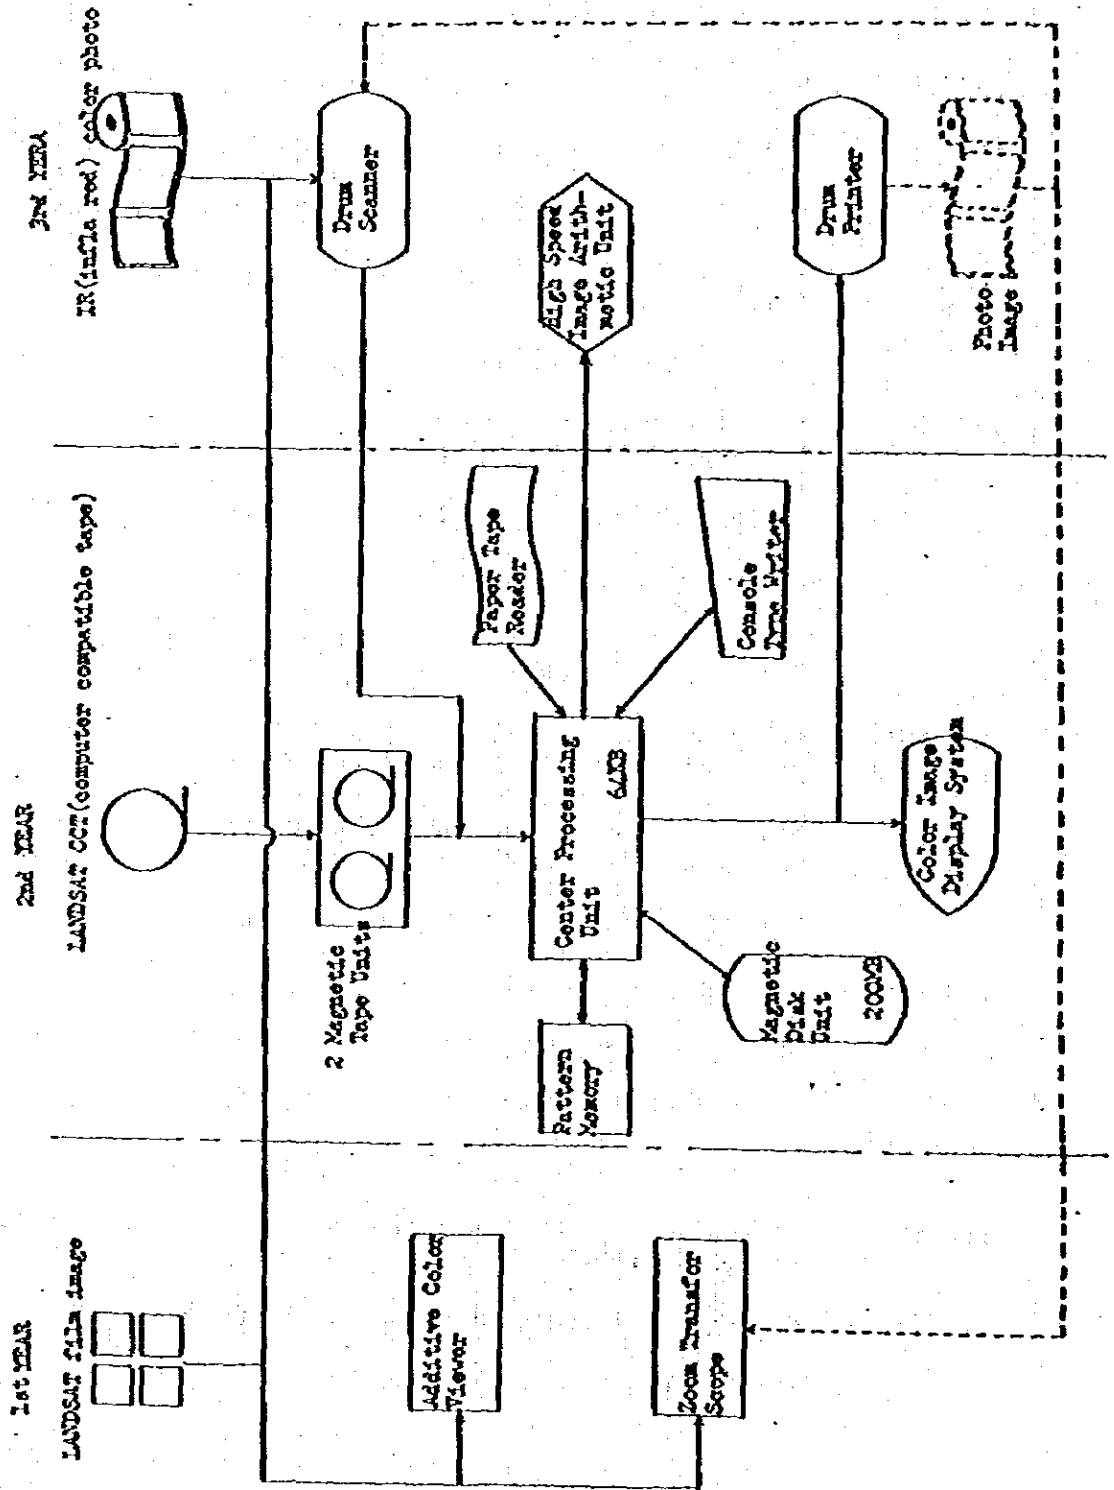 1st YEAR
LANDSAT film image
Additive Color
Viewer
Zoom Transfer
Scope
2nd YEAR
LANDSAT CCT(computer compatible tape)
2 Magnetic
Tape Units
Pattern
Memory
Center Processing
Unit
64KB
Paper Tape
Reader
Console
Type Writer
Magnetic
Disk
Unit
200MB
Color Image
Display System
3rd YERA
IR(infla red) color photo
Drum
Scanner
High Speed
Image Arith-
metic Unit
Drum
Printer
Photo
Image